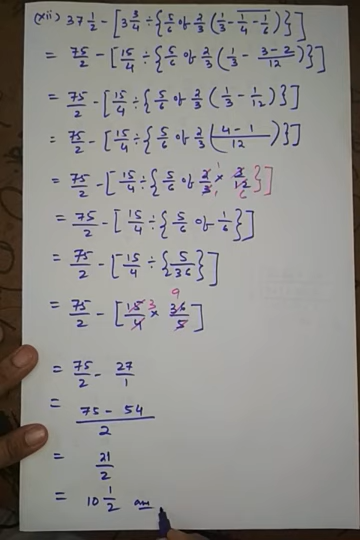 (xii) 37 1/2 - [3 3/4 ÷ {5/6 of 2/3 (1/3 - 1/4 - 1/6)}]
= 75/2 - [15/4 ÷ {5/6 of 2/3 (1/3 - 3-2/12)}]
= 75/2 - [15/4 ÷ {5/6 of 2/3 (1/3 - 1/12)}]
= 75/2 - [15/4 ÷ {5/6 of 2/3 (4-1/12)}]
= 75/2 - [15/4 ÷ {5/6 of 2/3 × 3/12}]
= 75/2 - [15/4 ÷ {5/6 of 1/6}]
= 75/2 - [15/4 ÷ {5/36}]
= 75/2 - [15/4 × 36/5]
= 75/2 - 27/1
= 75 - 54/2
= 21/2
= 10 1/2 ans